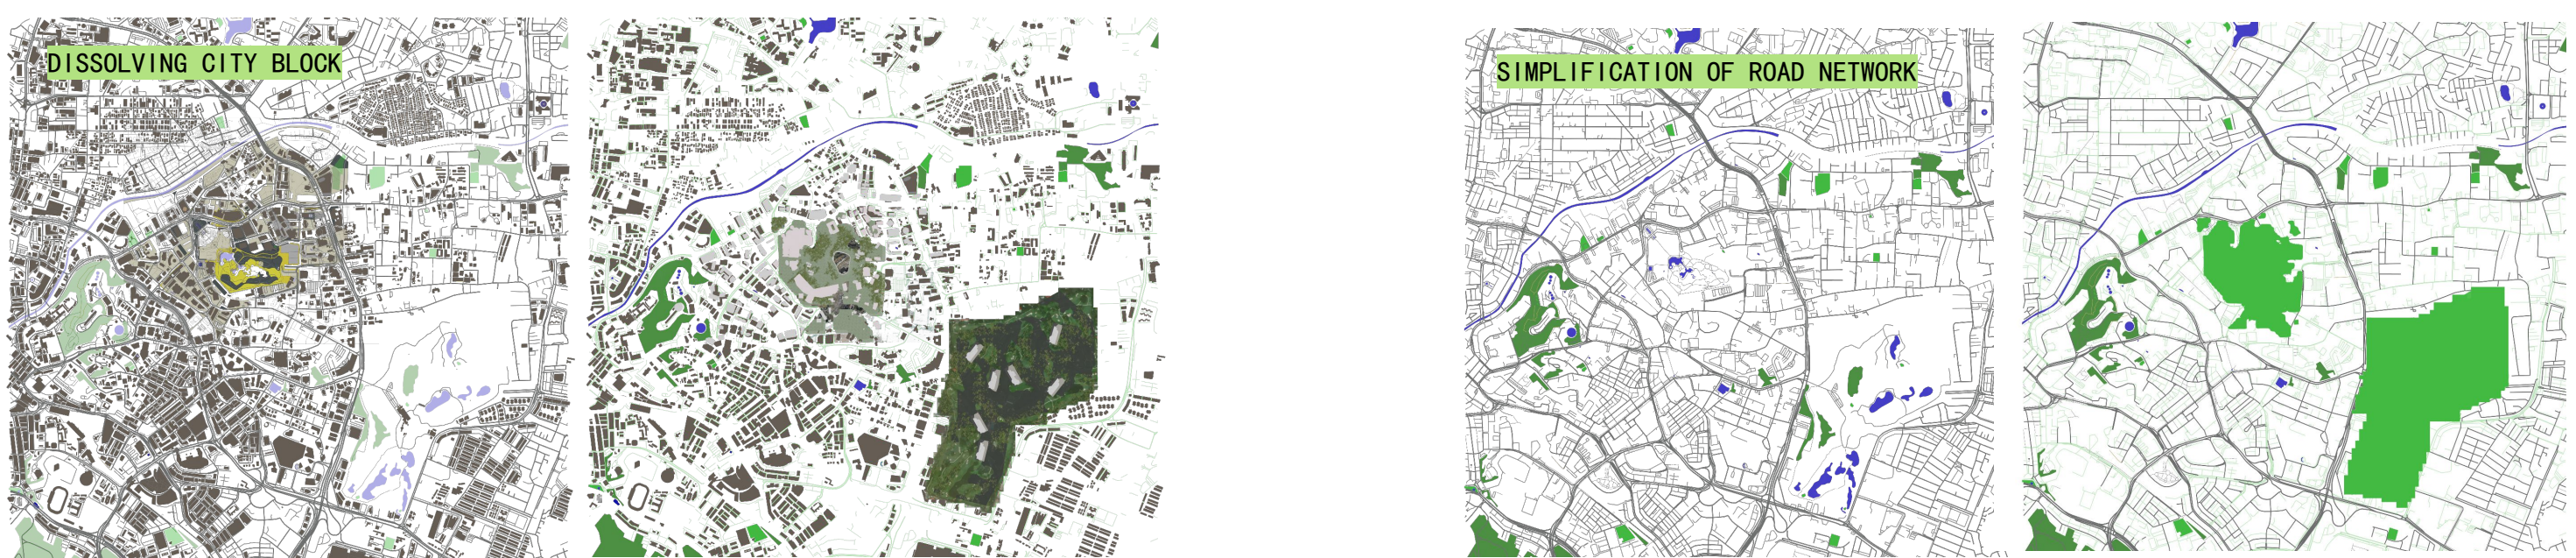 DISSOLVING CITY BLOCK
SIMPLIFICATION OF ROAD NETWORK